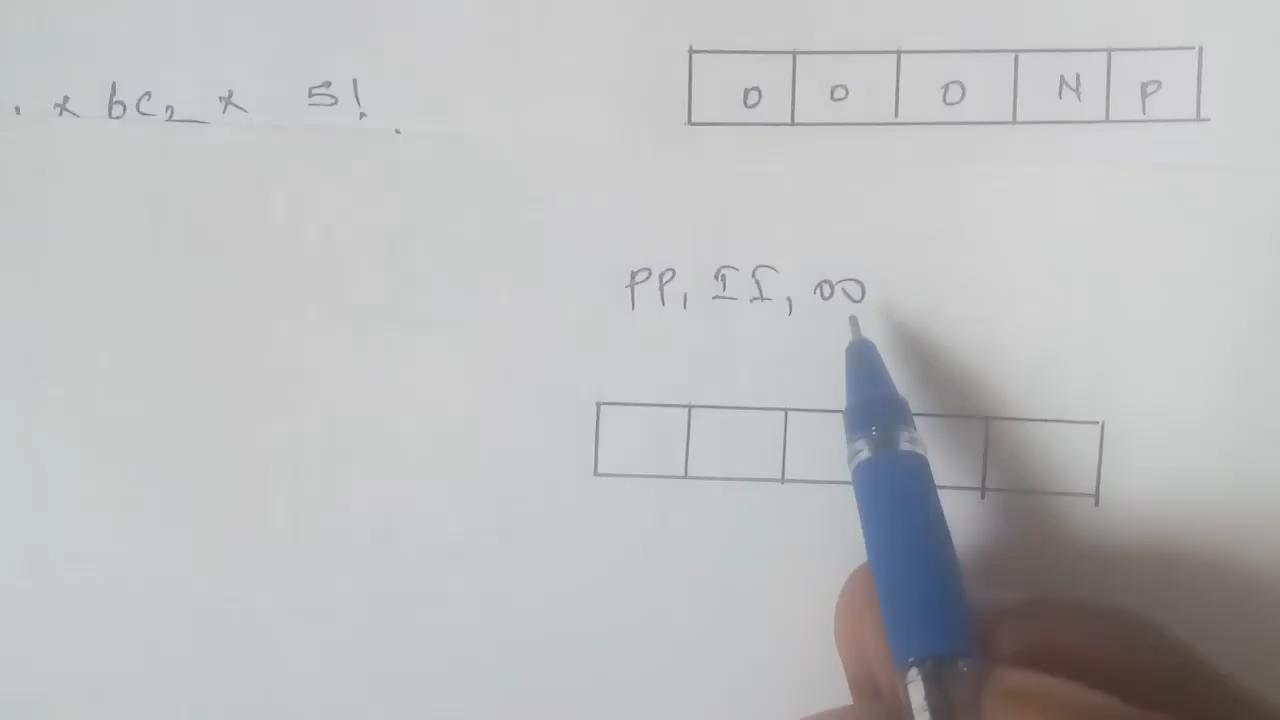 . x 6C2 x 5!.
O O O N P
PP, II, OO